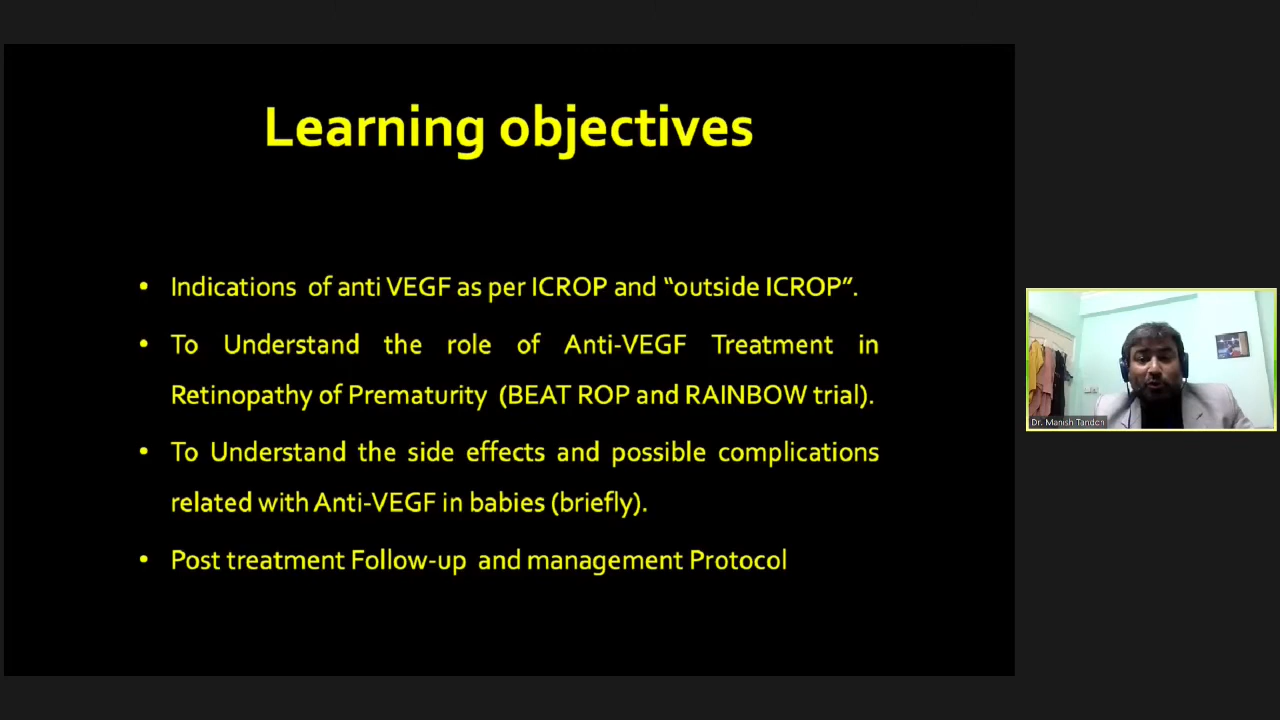 Learning objectives
• Indications of anti VEGF as per ICROP and “outside ICROP”.
• To Understand the role of Anti-VEGF Treatment in
Retinopathy of Prematurity (BEAT ROP and RAINBOW trial).
• To Understand the side effects and possible complications
related with Anti-VEGF in babies (briefly).
• Post treatment Follow-up and management Protocol
Dr. Manish Tandon